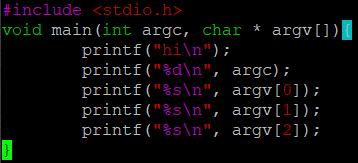 #include <stdio.h>
void main(int argc, char * argv[]){
        printf("hi\n");
        printf("%d\n", argc);
        printf("%s\n", argv[0]);
        printf("%s\n", argv[1]);
        printf("%s\n", argv[2]);
}